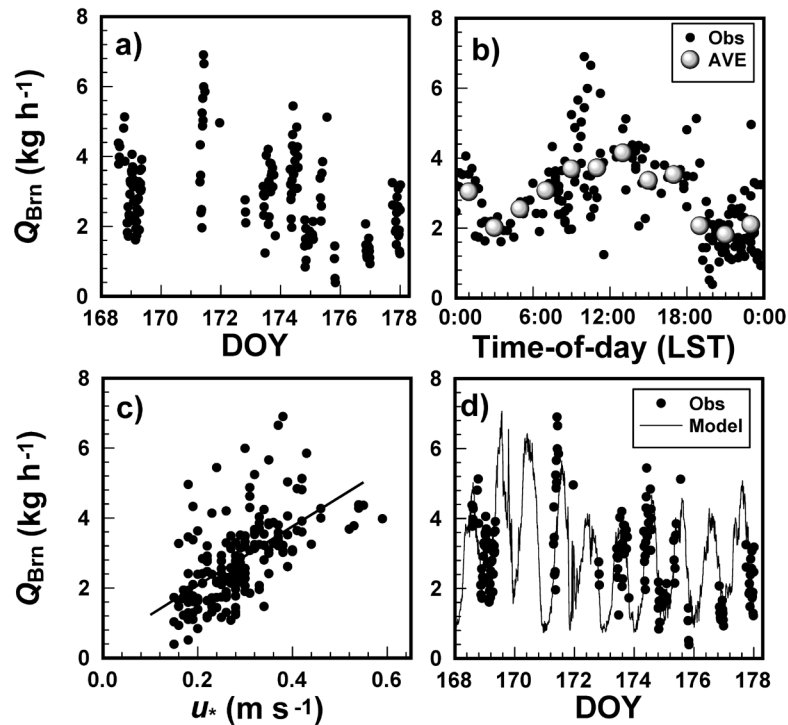 a)
8
6
4
2
0
Q Brn (kg h-1)
168 170 172 174 176 178
DOY
b)
Obs
AVE
8
6
4
2
0
0:00 6:00 12:00 18:00 0:00
Time-of-day (LST)
c)
8
6
4
2
0
Q Brn (kg h-1)
0.0 0.2 0.4 0.6
u* (m s-1)
d)
Obs
Model
8
6
4
2
0
168 170 172 174 176 178
DOY